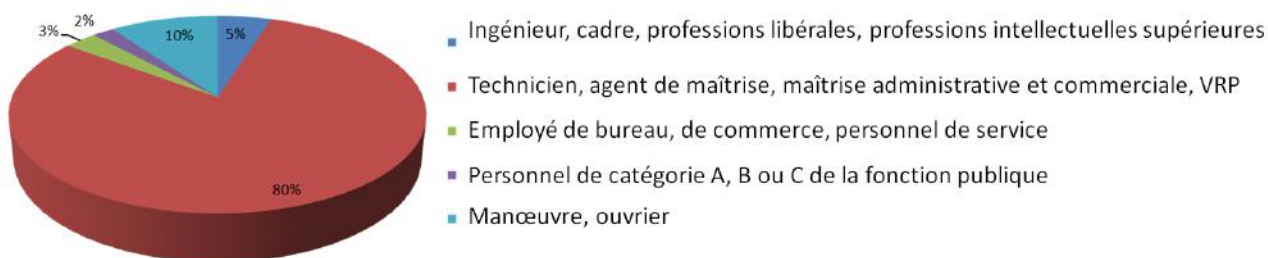 2%
3%
10%
5%
80%
Ingénieur, cadre, professions libérales, professions intellectuelles supérieures
Technicien, agent de maîtrise, maîtrise administrative et commerciale, VRP
Employé de bureau, de commerce, personnel de service
Personnel de catégorie A, B ou C de la fonction publique
Manœuvre, ouvrier